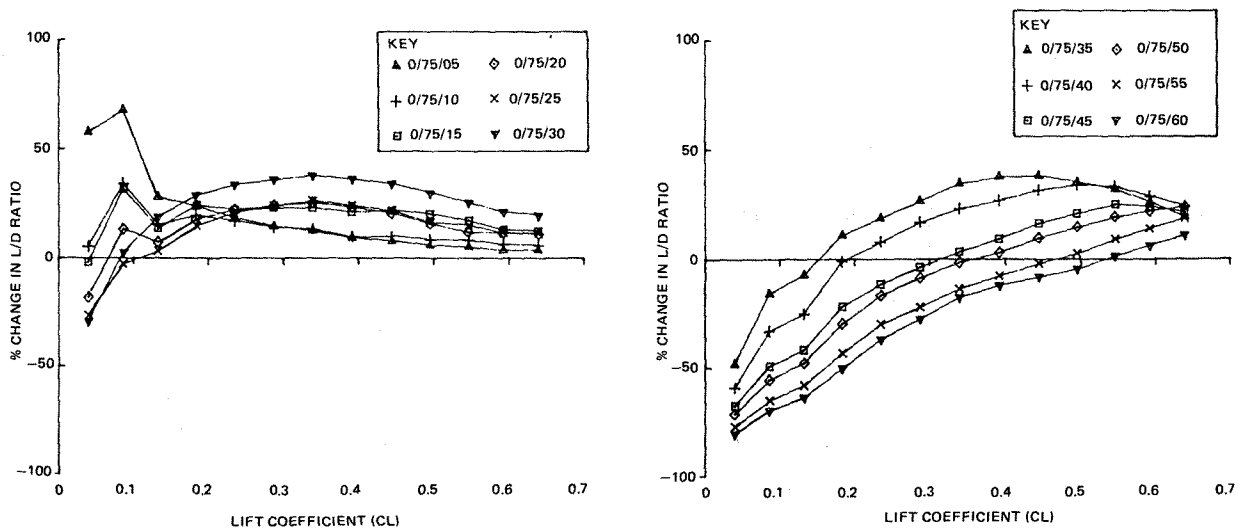 100
50
0
−50
−100
% CHANGE IN L/D RATIO
KEY
0/75/05 0/75/20
0/75/10 0/75/25
0/75/15 0/75/30
0 0.1 0.2 0.3 0.4 0.5 0.6 0.7
LIFT COEFFICIENT (CL)
100
50
0
−50
−100
% CHANGE IN L/D RATIO
KEY
0/75/35 0/75/50
0/75/40 0/75/55
0/75/45 0/75/60
0 0.1 0.2 0.3 0.4 0.5 0.6 0.7
LIFT COEFFICIENT (CL)